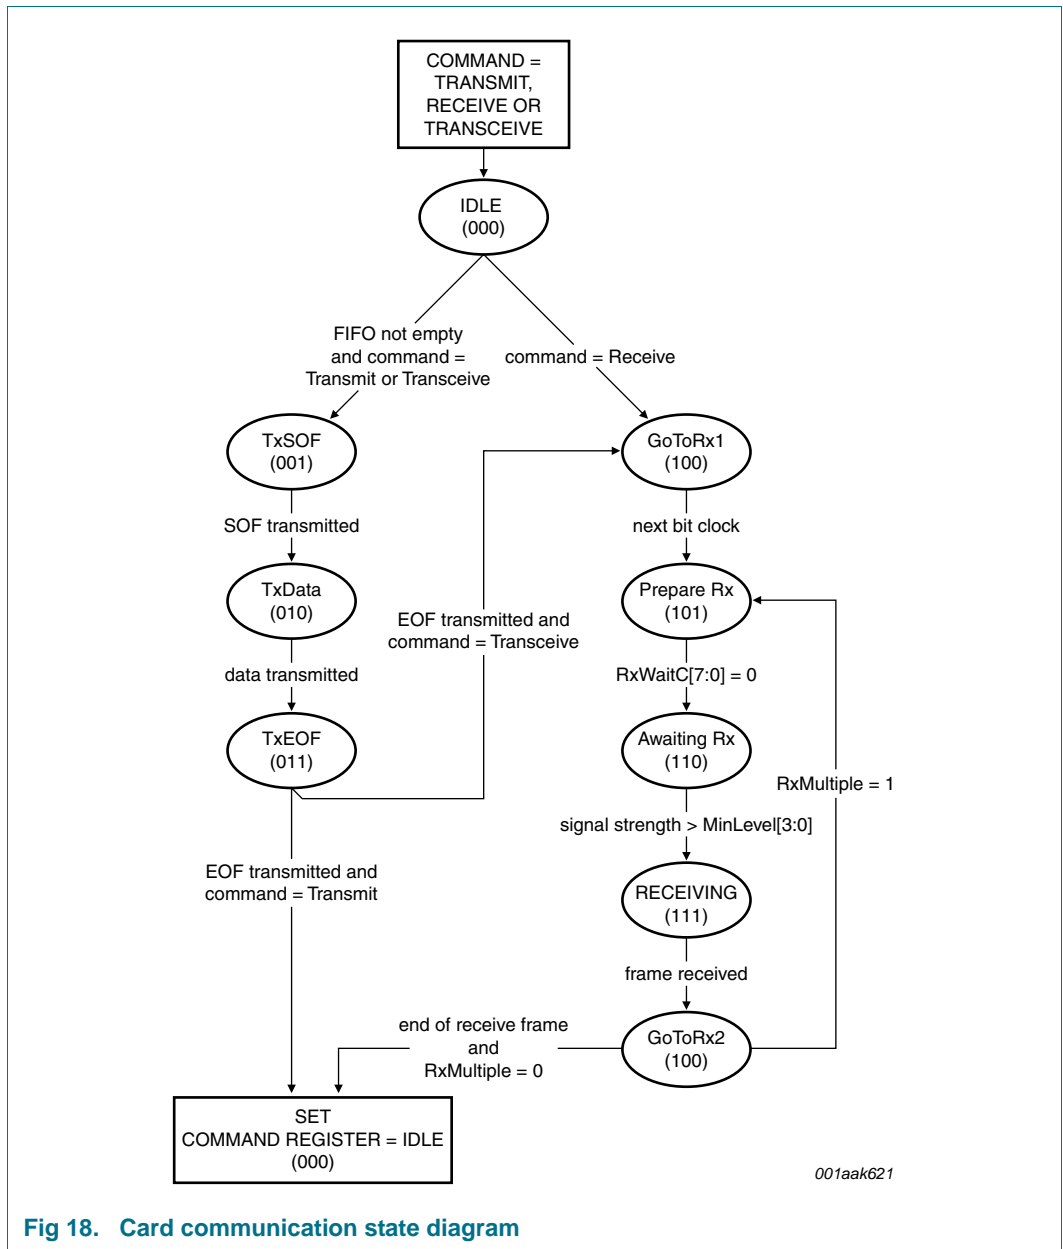 COMMAND =
TRANSMIT,
RECEIVE OR
TRANSCEIVE
IDLE
(000)
FIFO not empty
and command =
Transmit or Transceive
command = Receive
TxSOF
(001)
GoToRx1
(100)
SOF transmitted
next bit clock
TxData
(010)
Prepare Rx
(101)
EOF transmitted and
command = Transceive
data transmitted
RxWaitC[7:0] = 0
TxEOF
(011)
Awaiting Rx
(110)
RxMultiple = 1
signal strength > MinLevel[3:0]
EOF transmitted and
command = Transmit
RECEIVING
(111)
frame received
end of receive frame
and
RxMultiple = 0
GoToRx2
(100)
SET
COMMAND REGISTER = IDLE
(000)
001aak621
Fig 18. Card communication state diagram